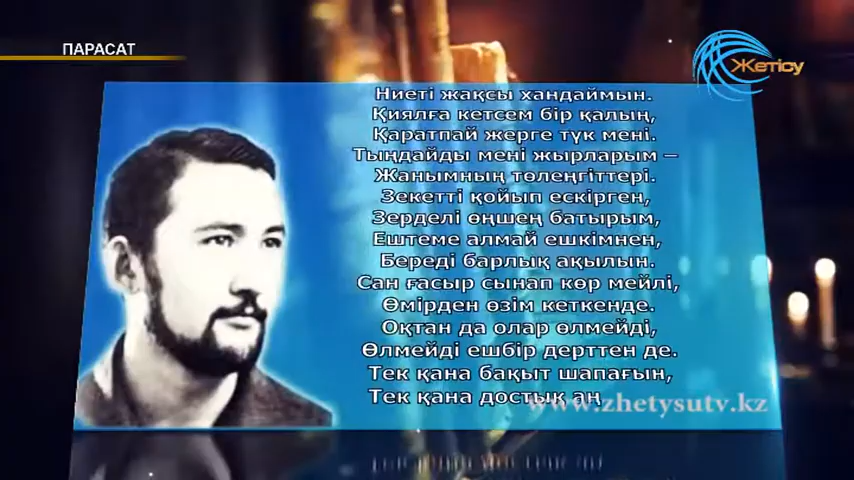 ПАРАСАТ
Жетісу
Ниеті жақсы хандаймын.
Қиялға кетсем бір қалың,
Қаратпай жерге түк мені.
Тыңдайды мені жырларым –
Жанымның төлеңгіттері.
Зекетті қойып ескірген,
Зерделі өңшең батырым,
Ештеме алмай ешкімнен,
Береді барлық ақылын.
Сан ғасыр сынап көр мейлі,
Өмірден өзім кеткенде.
Оқтан да олар өлмейді,
Өлмейді ешбір дерттен де.
Тек қана бақыт шапағын,
Тек қана достық аң
www.zhetysutv.kz